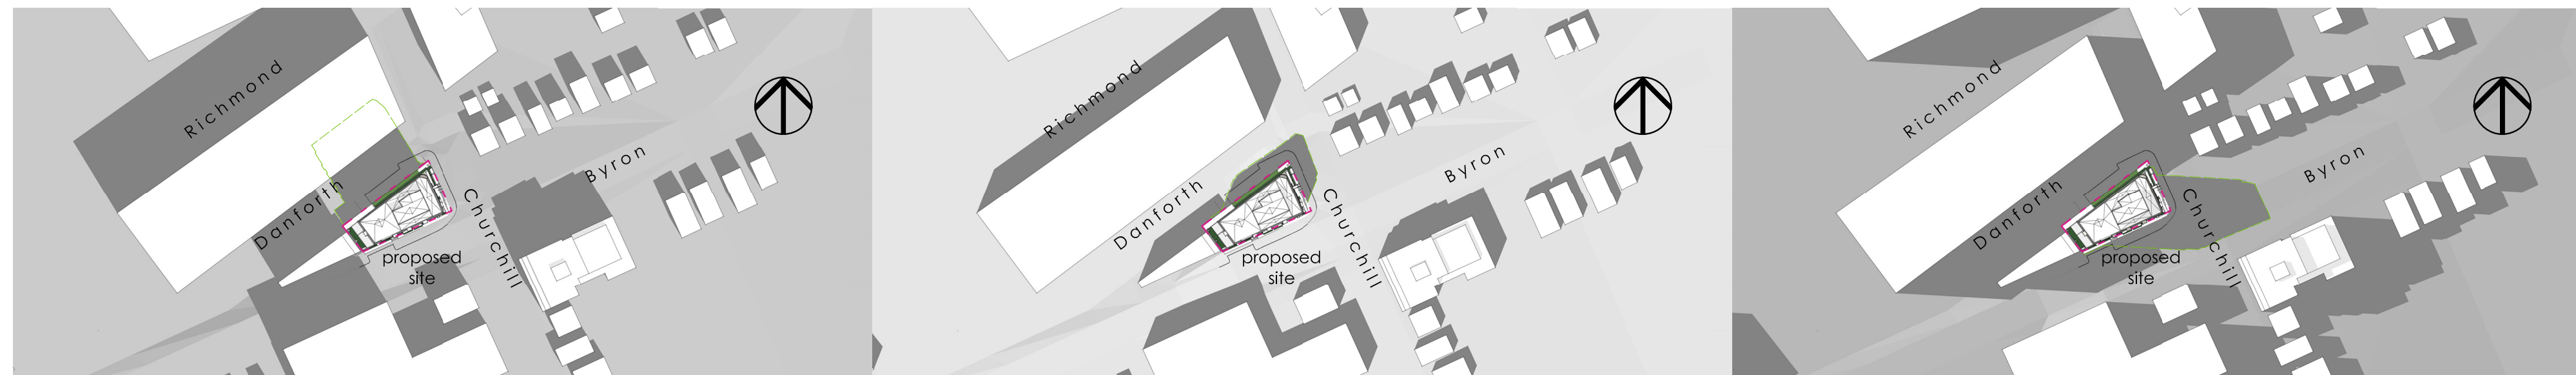 Richmond
Danforth
Byron
Churchill
proposed
site
Richmond
Danforth
Byron
Churchill
proposed
site
Richmond
Danforth
Byron
Churchill
proposed
site